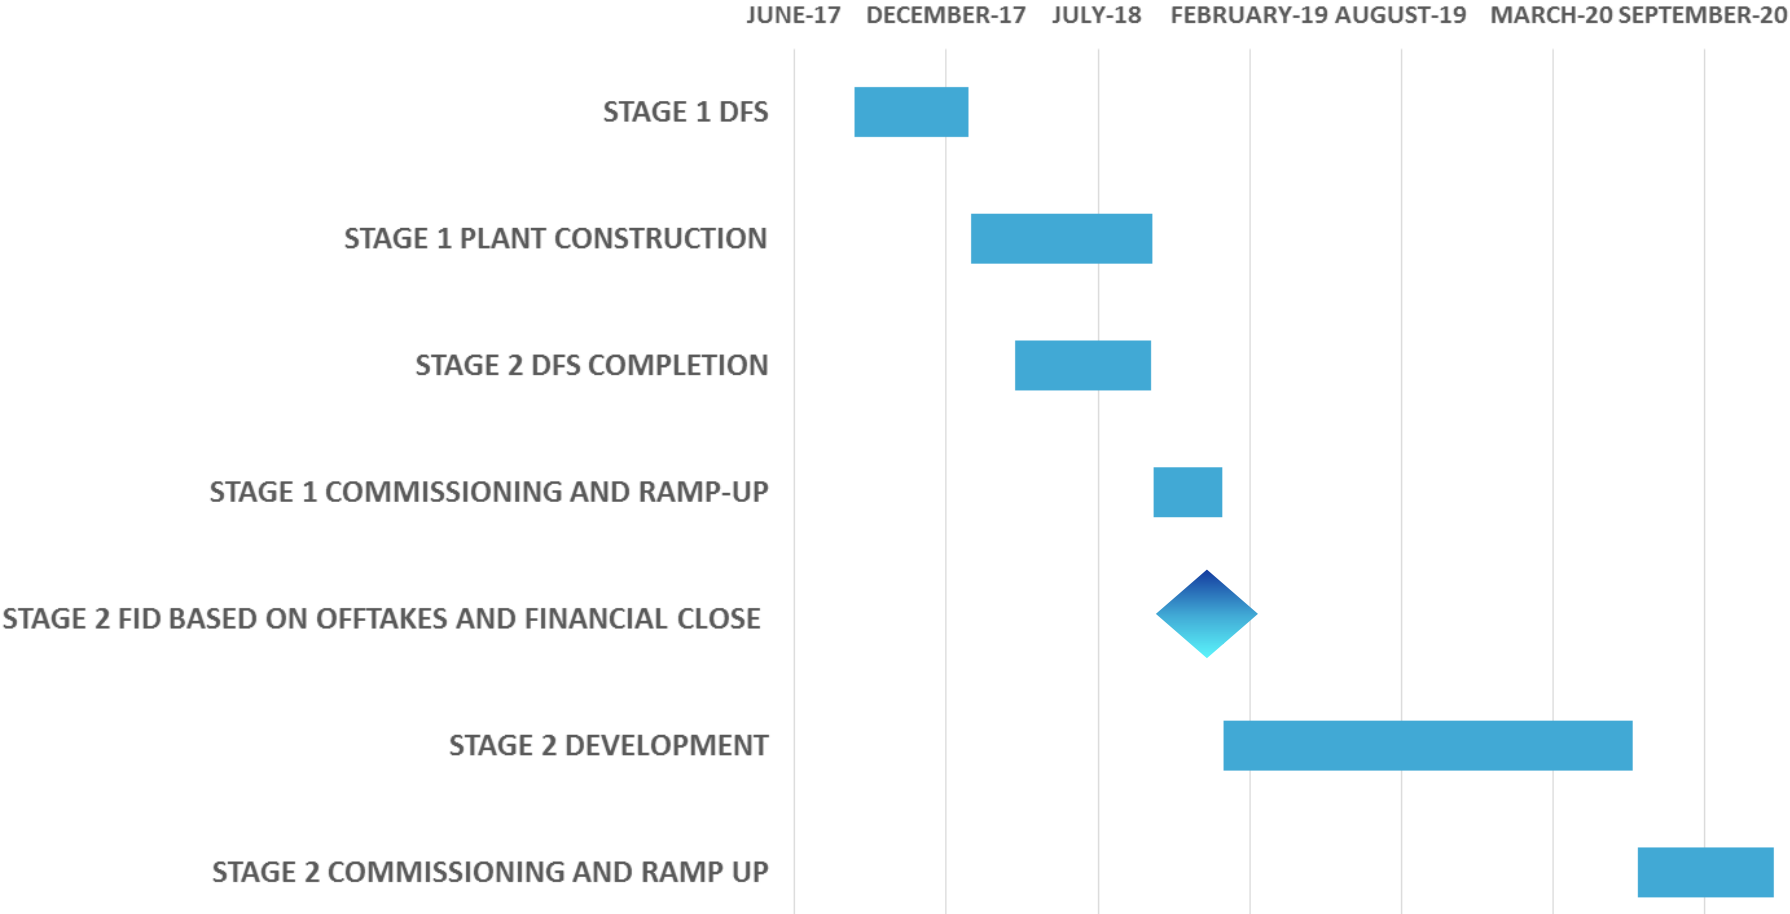 JUNE-17 DECEMBER-17 JULY-18 FEBRUARY-19 AUGUST-19 MARCH-20 SEPTEMBER-20
STAGE 1 DFS
STAGE 1 PLANT CONSTRUCTION
STAGE 2 DFS COMPLETION
STAGE 1 COMMISSIONING AND RAMP-UP
STAGE 2 FID BASED ON OFFTAKES AND FINANCIAL CLOSE
STAGE 2 DEVELOPMENT
STAGE 2 COMMISSIONING AND RAMP UP